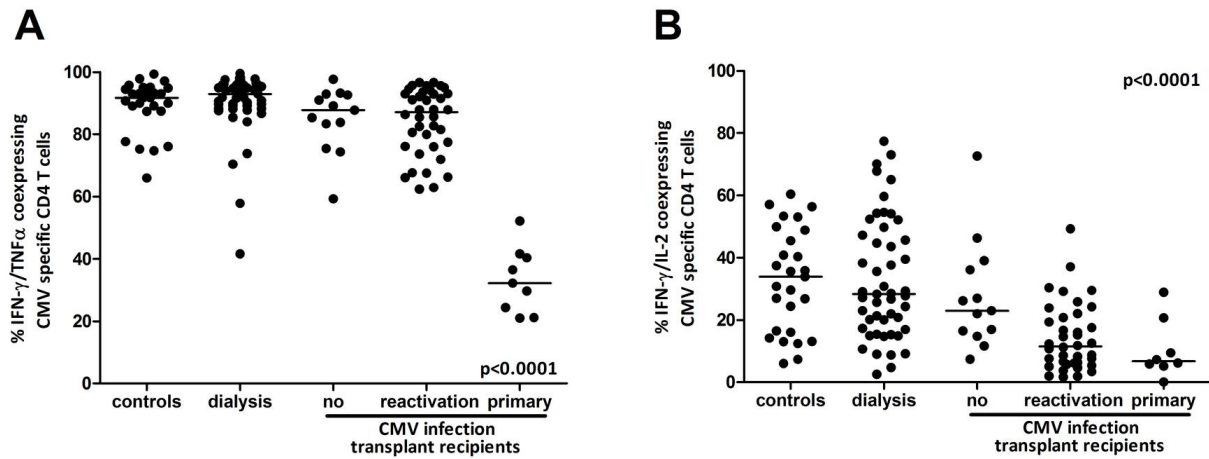 A
% IFN-γ/TNFα coexpressing
CMV specific CD4 T cells
100
80
60
40
20
0
p<0.0001
controls dialysis no reactivation primary
CMV infection
transplant recipients
B
% IFN-γ/IL-2 coexpressing
CMV specific CD4 T cells
100
80
60
40
20
0
p<0.0001
controls dialysis no reactivation primary
CMV infection
transplant recipients